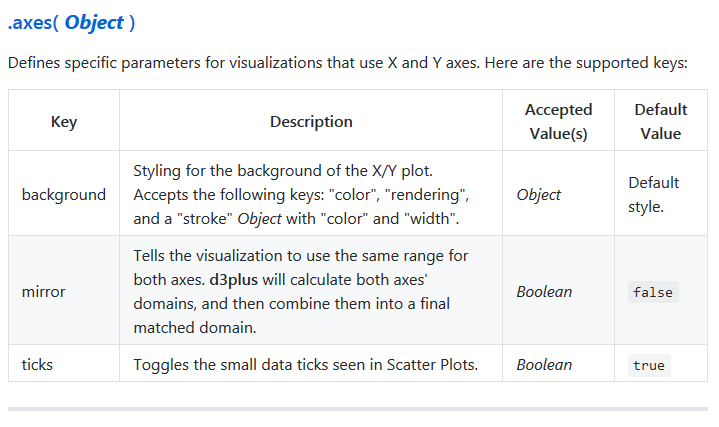 .axes( Object )
Defines specific parameters for visualizations that use X and Y axes. Here are the supported keys:
Key Description Accepted Value(s) Default Value
background
Styling for the background of the X/Y plot.
Accepts the following keys: "color", "rendering",
and a "stroke" Object with "color" and "width".
Object
Default
style.
mirror
Tells the visualization to use the same range for
both axes. d3plus will calculate both axes'
domains, and then combine them into a final
matched domain.
Boolean
false
ticks
Toggles the small data ticks seen in Scatter Plots.
Boolean
true